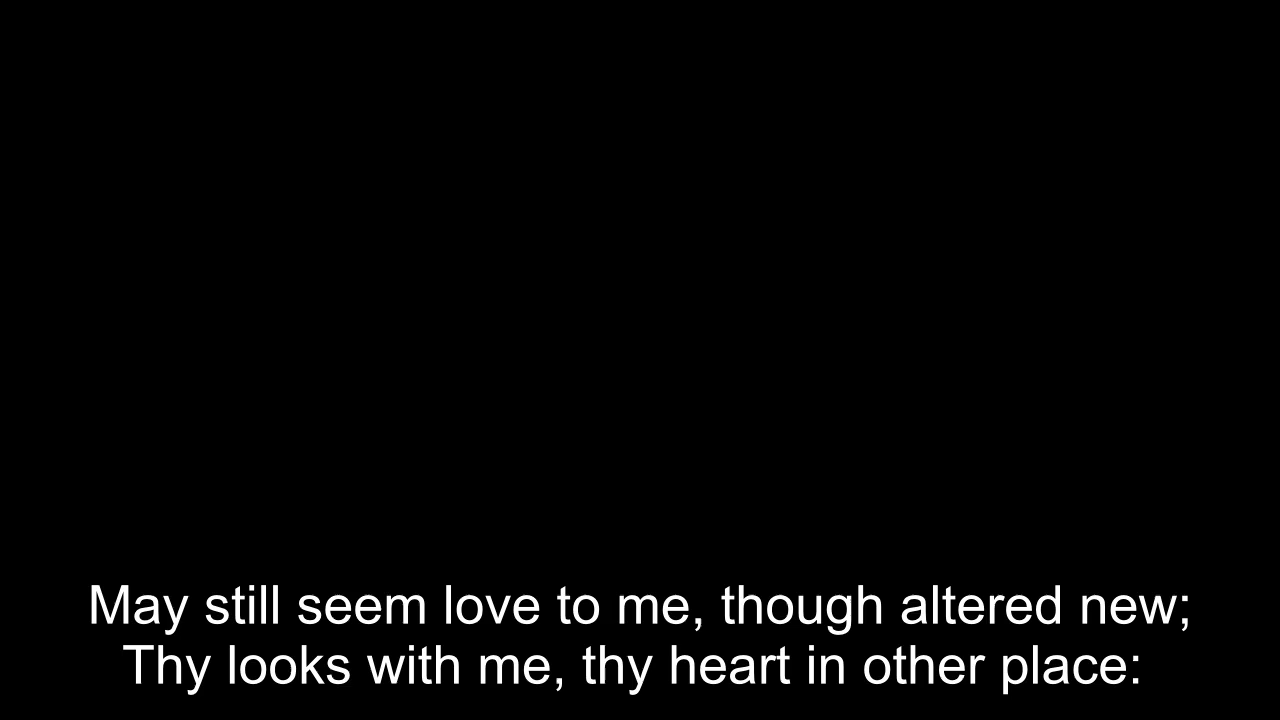 May still seem love to me, though altered new;
Thy looks with me, thy heart in other place: